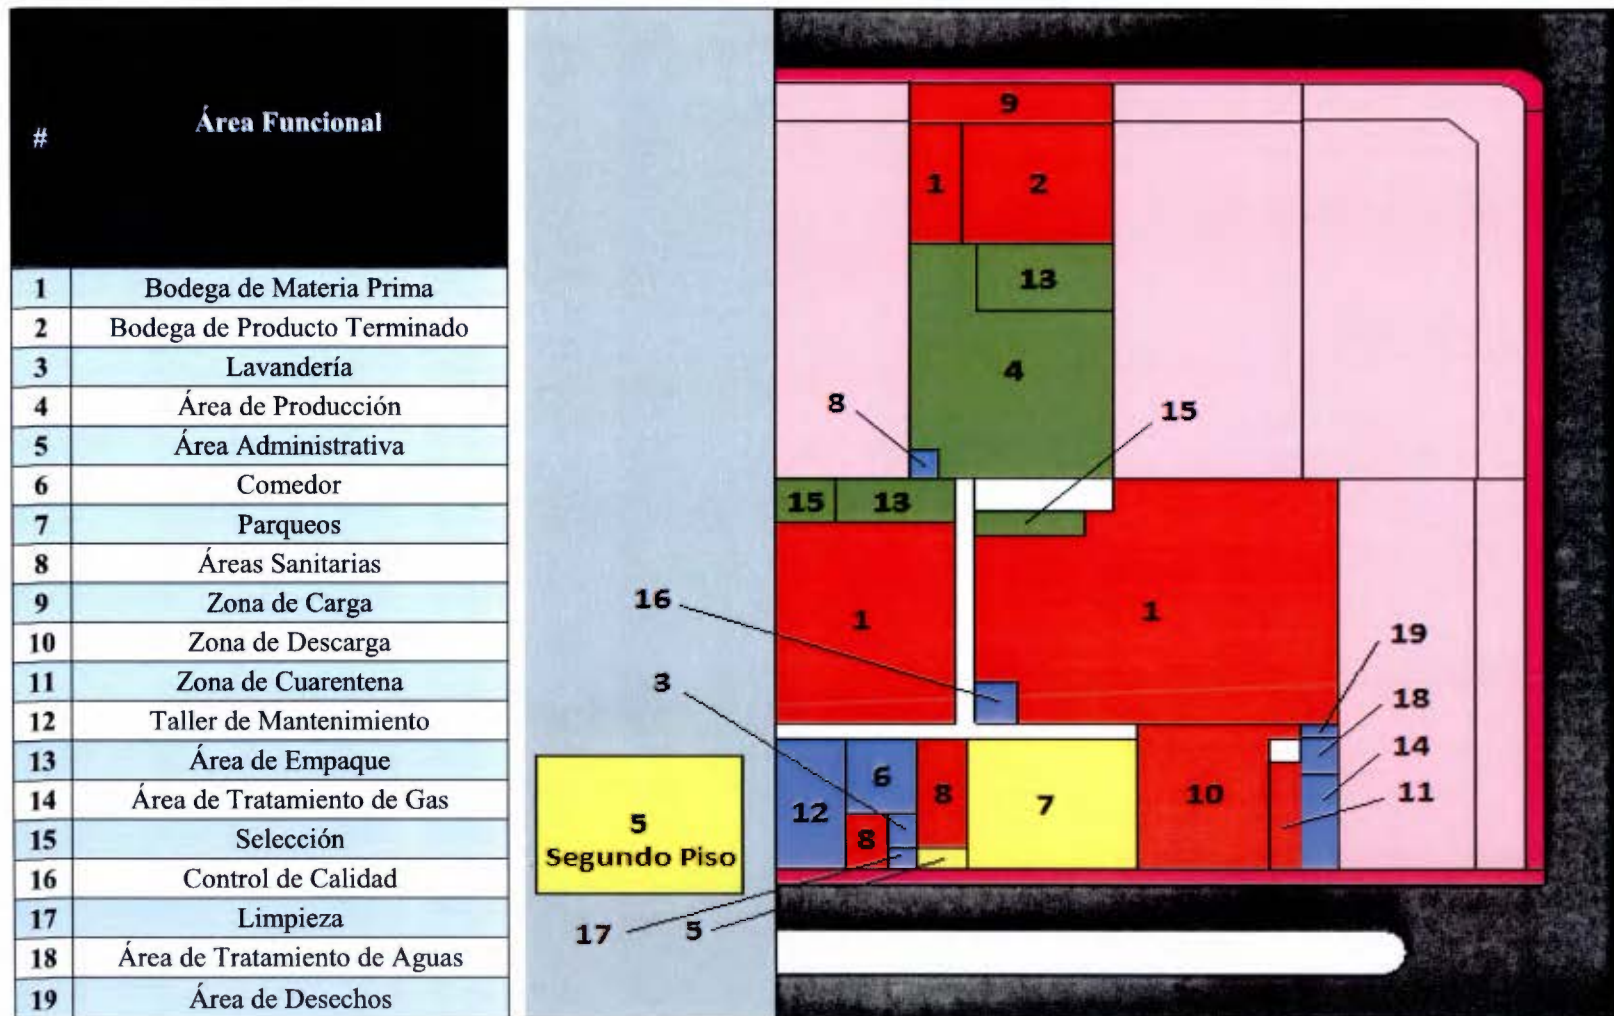 # Área Funcional
1 Bodega de Materia Prima
2 Bodega de Producto Terminado
3 Lavandería
4 Área de Producción
5 Área Administrativa
6 Comedor
7 Parqueos
8 Áreas Sanitarias
9 Zona de Carga
10 Zona de Descarga
11 Zona de Cuarentena
12 Taller de Mantenimiento
13 Área de Empaque
14 Área de Tratamiento de Gas
15 Selección
16 Control de Calidad
17 Limpieza
18 Área de Tratamiento de Aguas
19 Área de Desechos
9
1 2
13
4
8 15
15 13
16 1 1
19
3 18
14
6 8 7 10 11
12
8
5
Segundo Piso
17 5